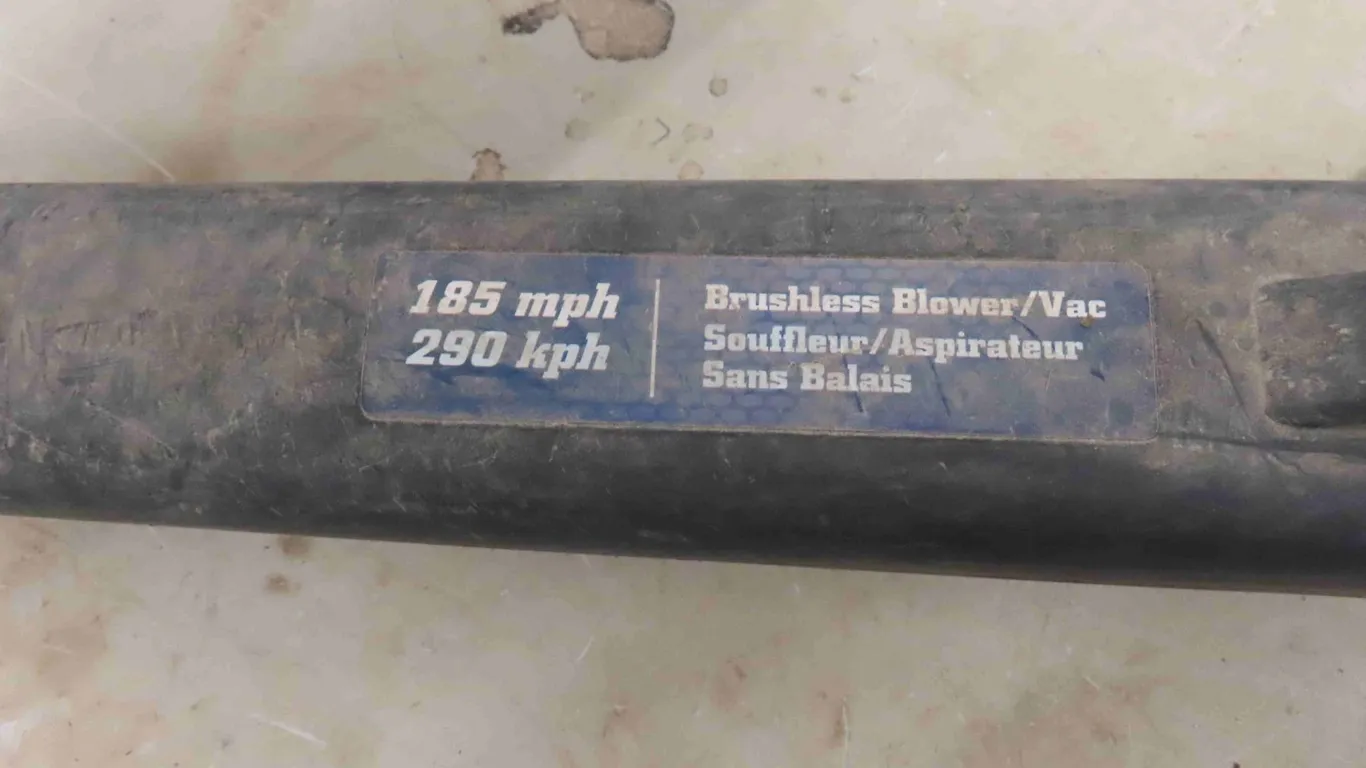 185 mph
290 kph
Brushless Blower/Vac
Souffleur/Aspirateur
Sans Balais